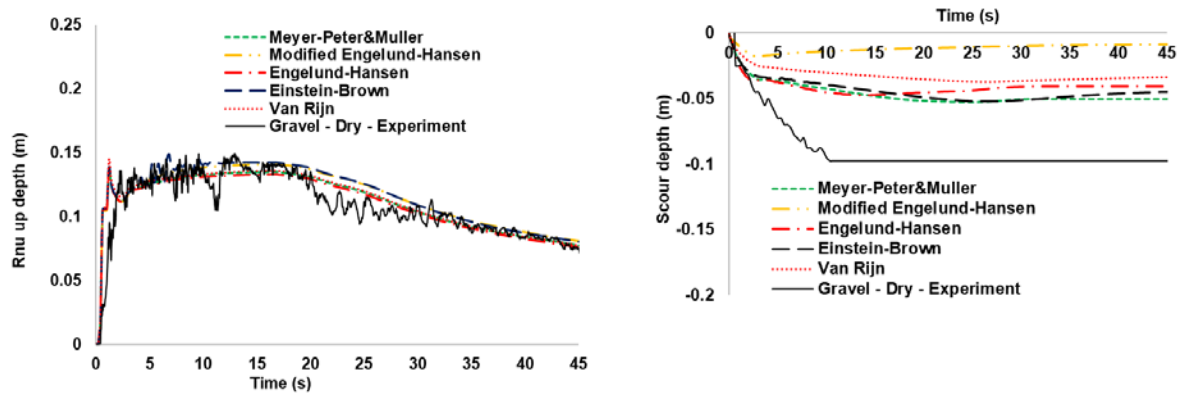 0.25
0.2
0.15
0.1
0.05
0
Rnu up depth (m)
Meyer-Peter&Muller
Modified Engelund-Hansen
Engelund-Hansen
Einstein-Brown
Van Rijn
Gravel - Dry - Experiment
0 5 10 15 20 25 30 35 40 45
Time (s)
Time (s)
0 5 10 15 20 25 30 35 40 45
-0
-0.05
-0.1
-0.15
-0.2
Scour depth (m)
Meyer-Peter&Muller
Modified Engelund-Hansen
Engelund-Hansen
Einstein-Brown
Van Rijn
Gravel - Dry - Experiment